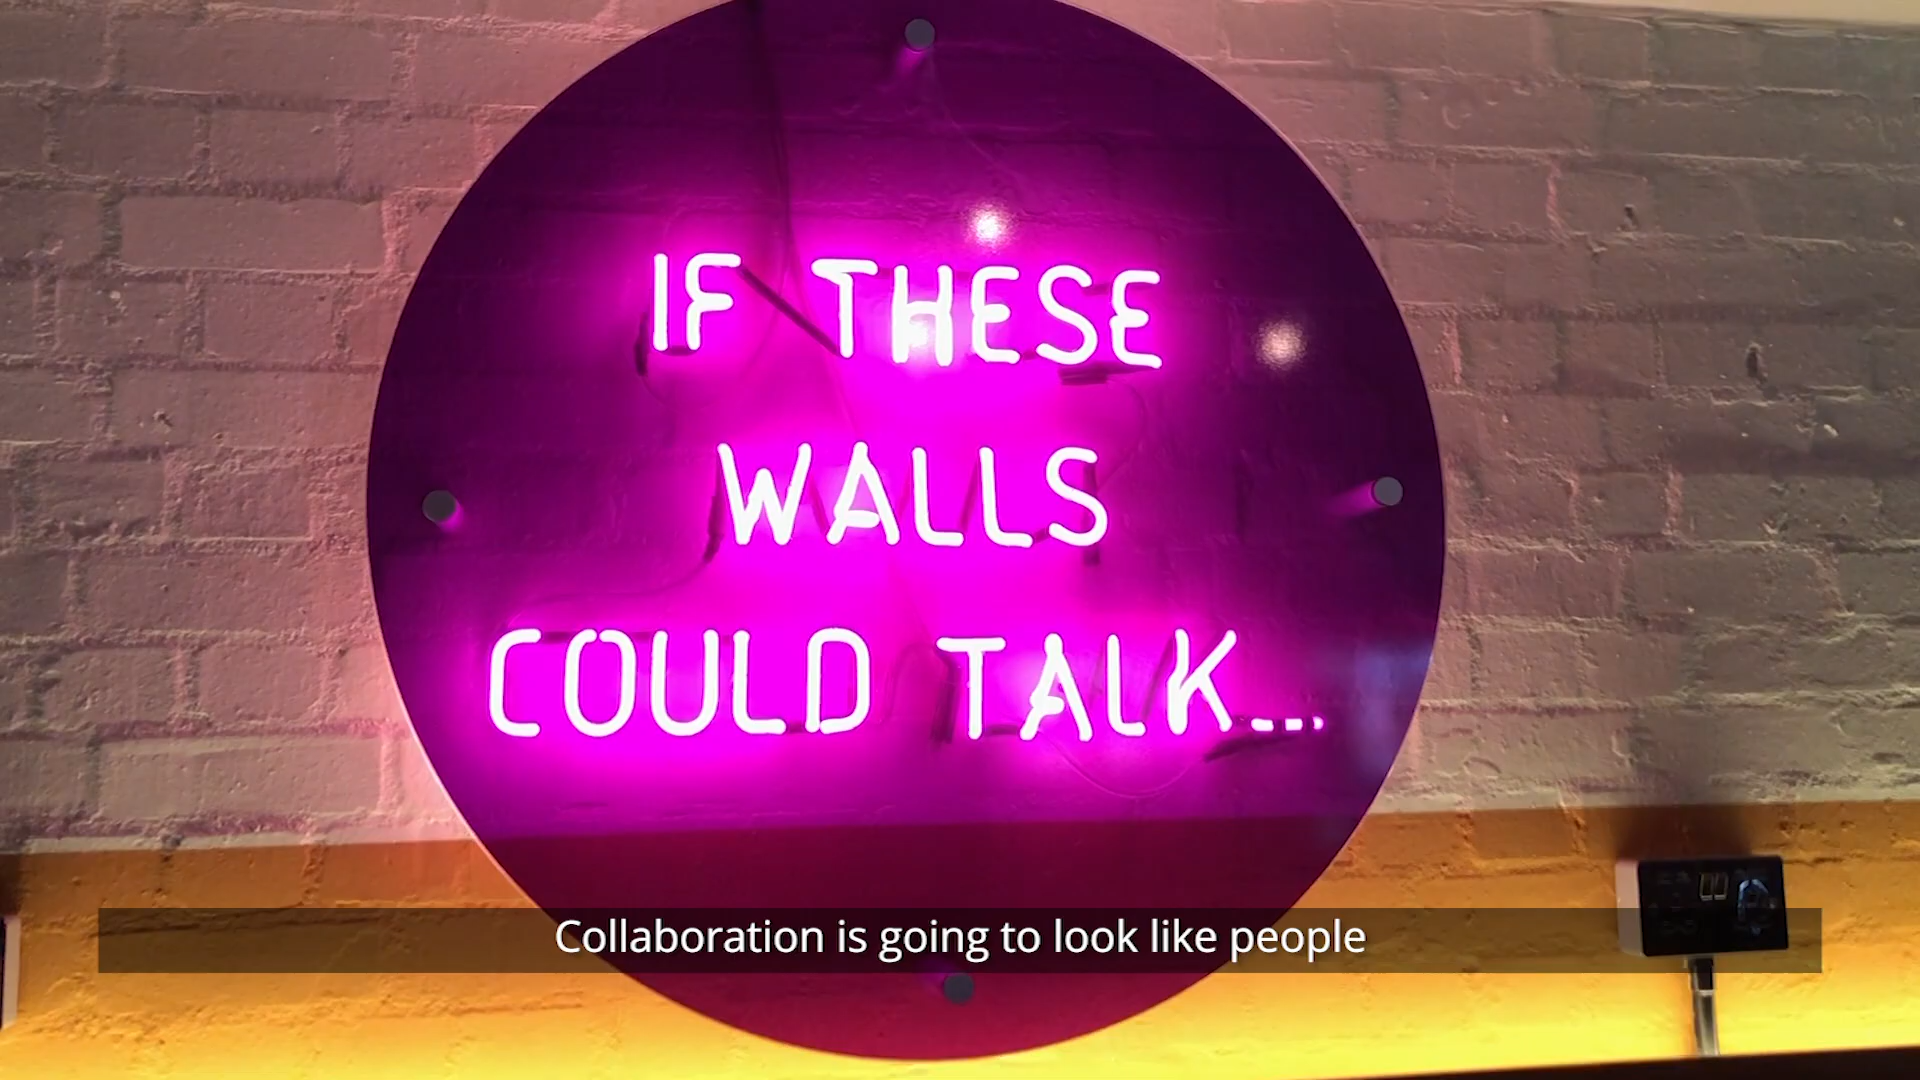 IF THESE
WALLS
COULD TALK...
Collaboration is going to look like people